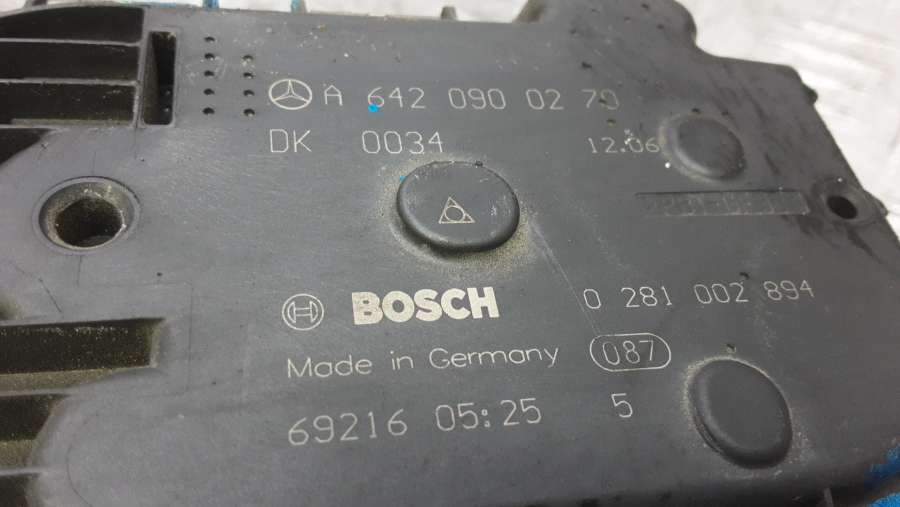 A 642 090 02 70
DK 0034 12.06
BOSCH 0 281 002 894
Made in Germany 087
69216 05:25 5